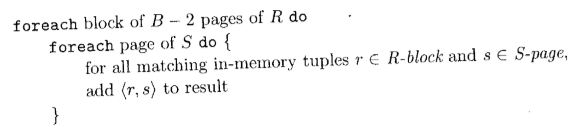 foreach block of B − 2 pages of R do
foreach page of S do {
for all matching in-memory tuples r ∈ R-block and s ∈ S-page,
add ⟨r, s⟩ to result
}